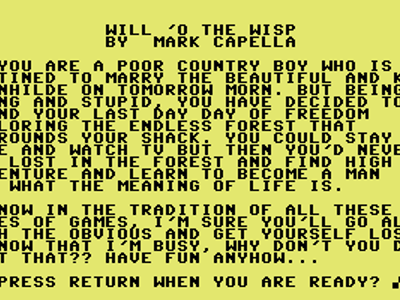 WILL 'O THE WISP
BY MARK CAPELLA
YOU ARE A POOR COUNTRY BOY WHO IS
TINED TO MARRY THE BEAUTIFUL AND K
NHILDE ON TOMORROW MORN. BUT BEING
NG AND STUPID, YOU HAVE DECIDED TO
ND YOUR LAST DAY DAY OF FREEDOM
LORING THE ENDLESS FOREST THAT
ROUNDS YOUR SHACK. YOU COULD STAY
E AND WATCH TV BUT THEN YOU'D NEVE
LOST IN THE FOREST AND FIND HIGH
ENTURE AND LEARN TO BECOME A MAN
WHAT THE MEANING OF LIFE IS.
NOW IN THE TRADITION OF ALL THESE
ES OF GAMES, I'M SURE YOU'LL GO AL
H THE OBVIOUS AND GET YOURSELF LOS
NOW THAT I'M BUSY, WHY DON'T YOU D
T THAT?? HAVE FUN ANYHOW...
PRESS RETURN WHEN YOU ARE READY?